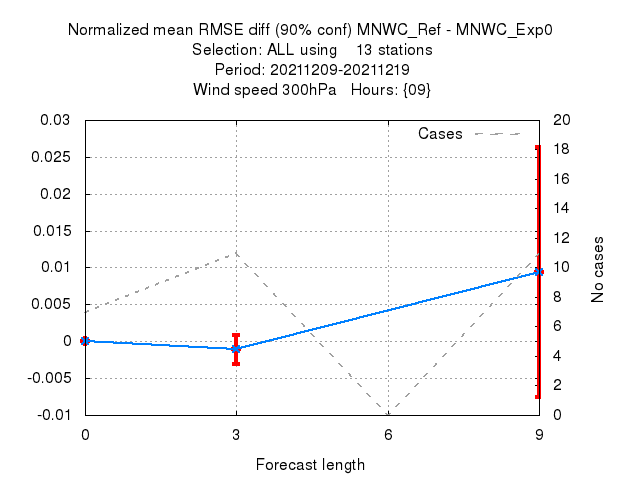 Normalized mean RMSE diff (90% conf) MNWC_Ref - MNWC_Exp0
Selection: ALL using    13 stations
Period: 20211209-20211219
Wind speed 300hPa   Hours: {09}
Cases
0.03
0.025
0.02
0.015
0.01
0.005
0
-0.005
-0.01
20
18
16
14
12
10
8
6
4
2
0
No cases
0 3 6 9
Forecast length